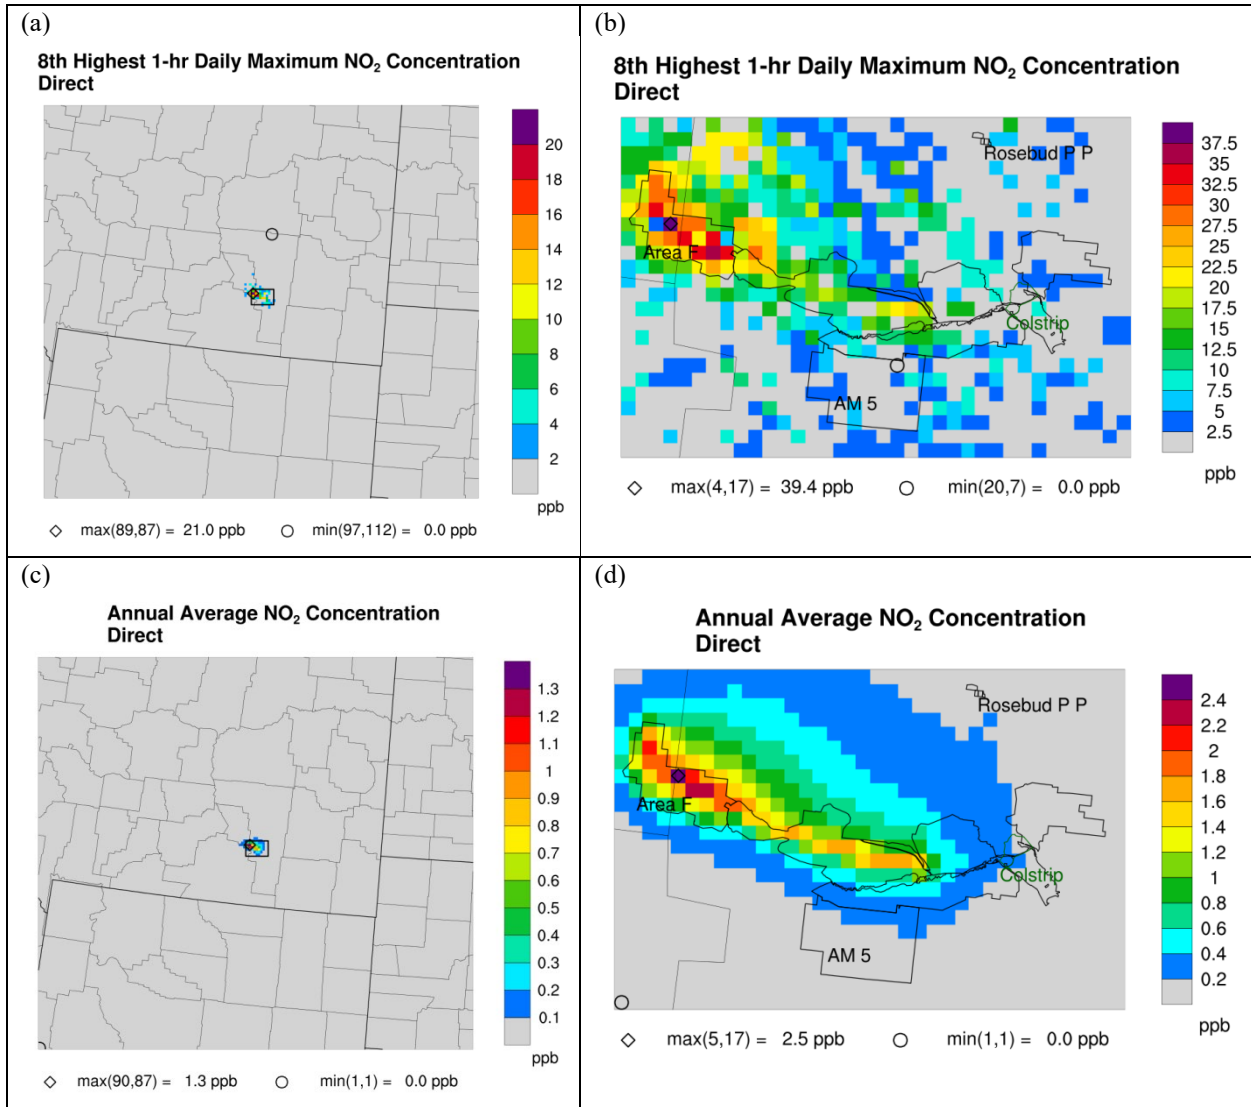 (a)
8th Highest 1-hr Daily Maximum NO₂ Concentration
Direct
20
18
16
14
12
10
8
6
4
2
ppb
max(89,87) = 21.0 ppb
min(97,112) = 0.0 ppb
(b)
8th Highest 1-hr Daily Maximum NO₂ Concentration
Direct
Rosebud P P
Area F
Colstrip
AM 5
37.5
35
32.5
30
27.5
25
22.5
20
17.5
15
12.5
10
7.5
5
2.5
ppb
max(4,17) = 39.4 ppb
min(20,7) = 0.0 ppb
(c)
Annual Average NO₂ Concentration
Direct
1.3
1.2
1.1
1
0.9
0.8
0.7
0.6
0.5
0.4
0.3
0.2
0.1
ppb
max(90,87) = 1.3 ppb
min(1,1) = 0.0 ppb
(d)
Annual Average NO₂ Concentration
Direct
Rosebud P P
Area F
Colstrip
AM 5
2.4
2.2
2
1.8
1.6
1.4
1.2
1
0.8
0.6
0.4
0.2
ppb
max(5,17) = 2.5 ppb
min(1,1) = 0.0 ppb